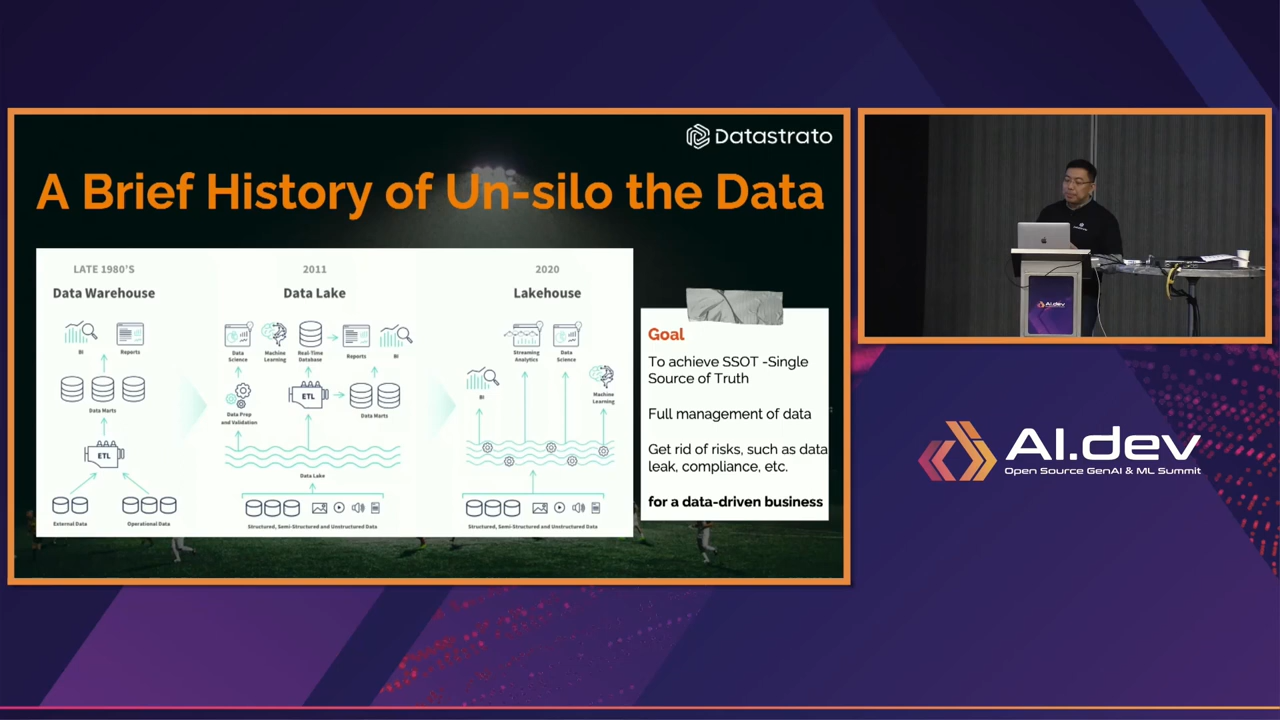 Datastrato
A Brief History of Un-silo the Data
LATE 1980'S
Data Warehouse
BI
Reports
Data Marts
ETL
External Data
Operational Data
2011
Data Lake
Data
Science
Machine
Learning
Real-Time
Database
Reports
BI
Data Prep
and Validation
ETL
Data Marts
Data Lake
Structured, Semi-Structured and Unstructured Data
2020
Lakehouse
Streaming
Analytics
Data
Science
BI
Machine
Learning
Structured, Semi-Structured and Unstructured Data
Goal
To achieve SSOT -Single
Source of Truth
Full management of data
Get rid of risks, such as data
leak, compliance, etc.
for a data-driven business
AI.dev
AI.dev
Open Source GenAI & ML Summit